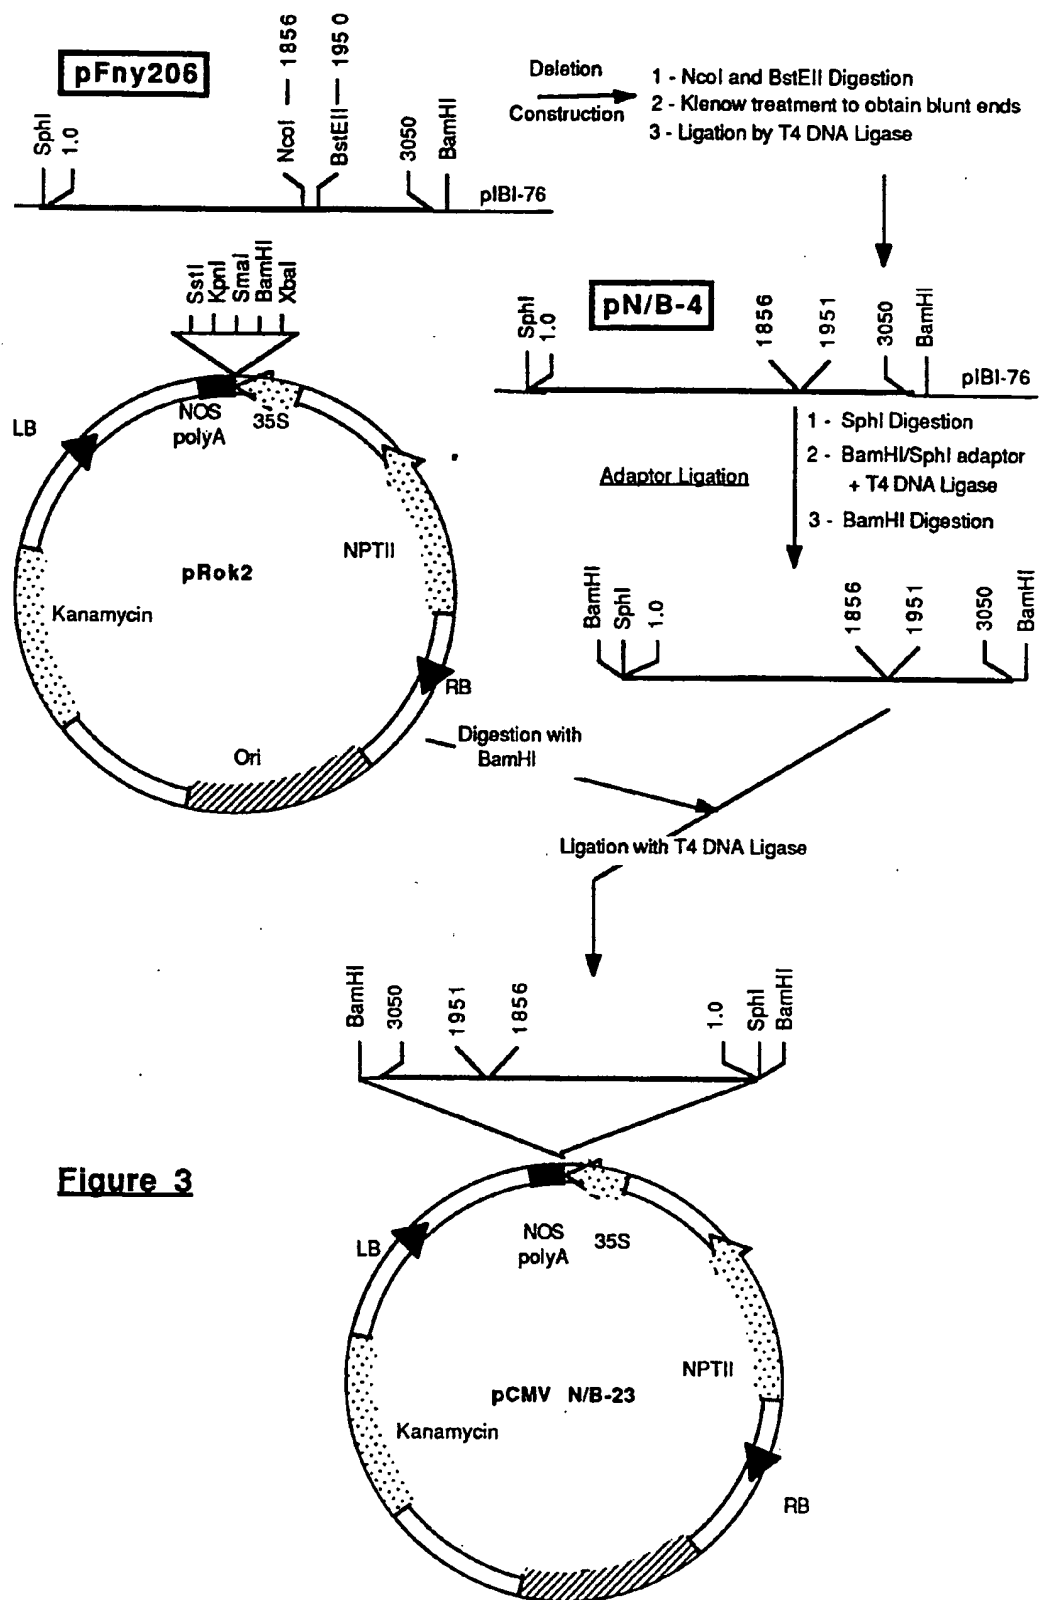 pFny206
SphI
1.0
NcoI — 1856
BstEII — 195 0
3050
BamHI
pIBI-76
Deletion
Construction
1 - NcoI and BstEII Digestion
2 - Klenow treatment to obtain blunt ends
3 - Ligation by T4 DNA Ligase
SstI
KpnI
SmaI
BamHI
XbaI
NOS
polyA
35S
LB
NPTII
pRok2
Kanamycin
RB
Ori
Digestion with
BamHI
pN/B-4
SphI
1.0
1856
1951
3050
BamHI
pIBI-76
Adaptor Ligation
1 - SphI Digestion
2 - BamHI/SphI adaptor
+ T4 DNA Ligase
3 - BamHI Digestion
BamHI
SphI
1.0
1856
1951
3050
BamHI
Ligation with T4 DNA Ligase
BamHI
3050
1951
1856
1.0
SphI
BamHI
Figure 3
NOS
polyA
35S
LB
NPTII
pCMV N/B-23
Kanamycin
RB